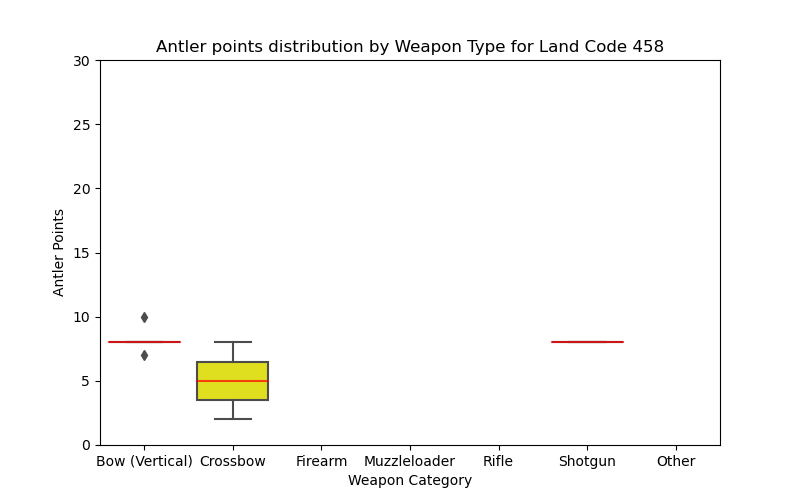 Antler points distribution by Weapon Type for Land Code 458
30
25
20
15
10
5
0
Antler Points
Bow (Vertical) Crossbow Firearm Muzzleloader Rifle Shotgun Other
Weapon Category